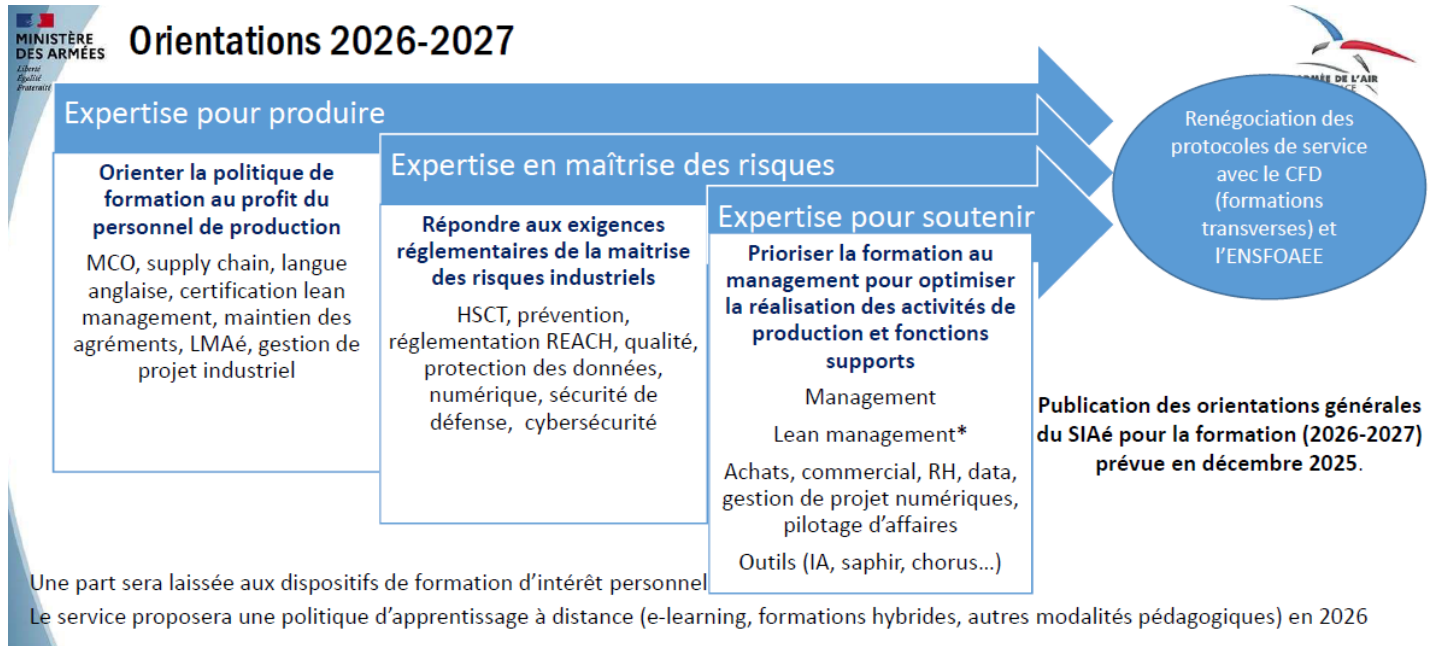 MINISTÈRE
DES ARMÉES
Liberté
Égalité
Fraternité
Orientations 2026-2027
DE L'AIR
Expertise pour produire
Orienter la politique de
formation au profit du
personnel de production
MCO, supply chain, langue
anglaise, certification lean
management, maintien des
agréments, LMAé, gestion de
projet industriel
Expertise en maîtrise des risques
Répondre aux exigences
réglementaires de la maitrise
des risques industriels
HSCT, prévention,
réglementation REACH, qualité,
protection des données,
numérique, sécurité de
défense, cybersécurité
Expertise pour soutenir
Prioriser la formation au
management pour optimiser
la réalisation des activités de
production et fonctions
supports
Management
Lean management*
Achats, commercial, RH, data,
gestion de projet numériques,
pilotage d'affaires
Outils (IA, saphir, chorus…)
Renégociation des
protocoles de service
avec le CFD
(formations
transverses) et
l'ENSFOAEE
Publication des orientations générales
du SIAé pour la formation (2026-2027)
prévue en décembre 2025.
Une part sera laissée aux dispositifs de formation d'intérêt personnel
Le service proposera une politique d'apprentissage à distance (e-learning, formations hybrides, autres modalités pédagogiques) en 2026